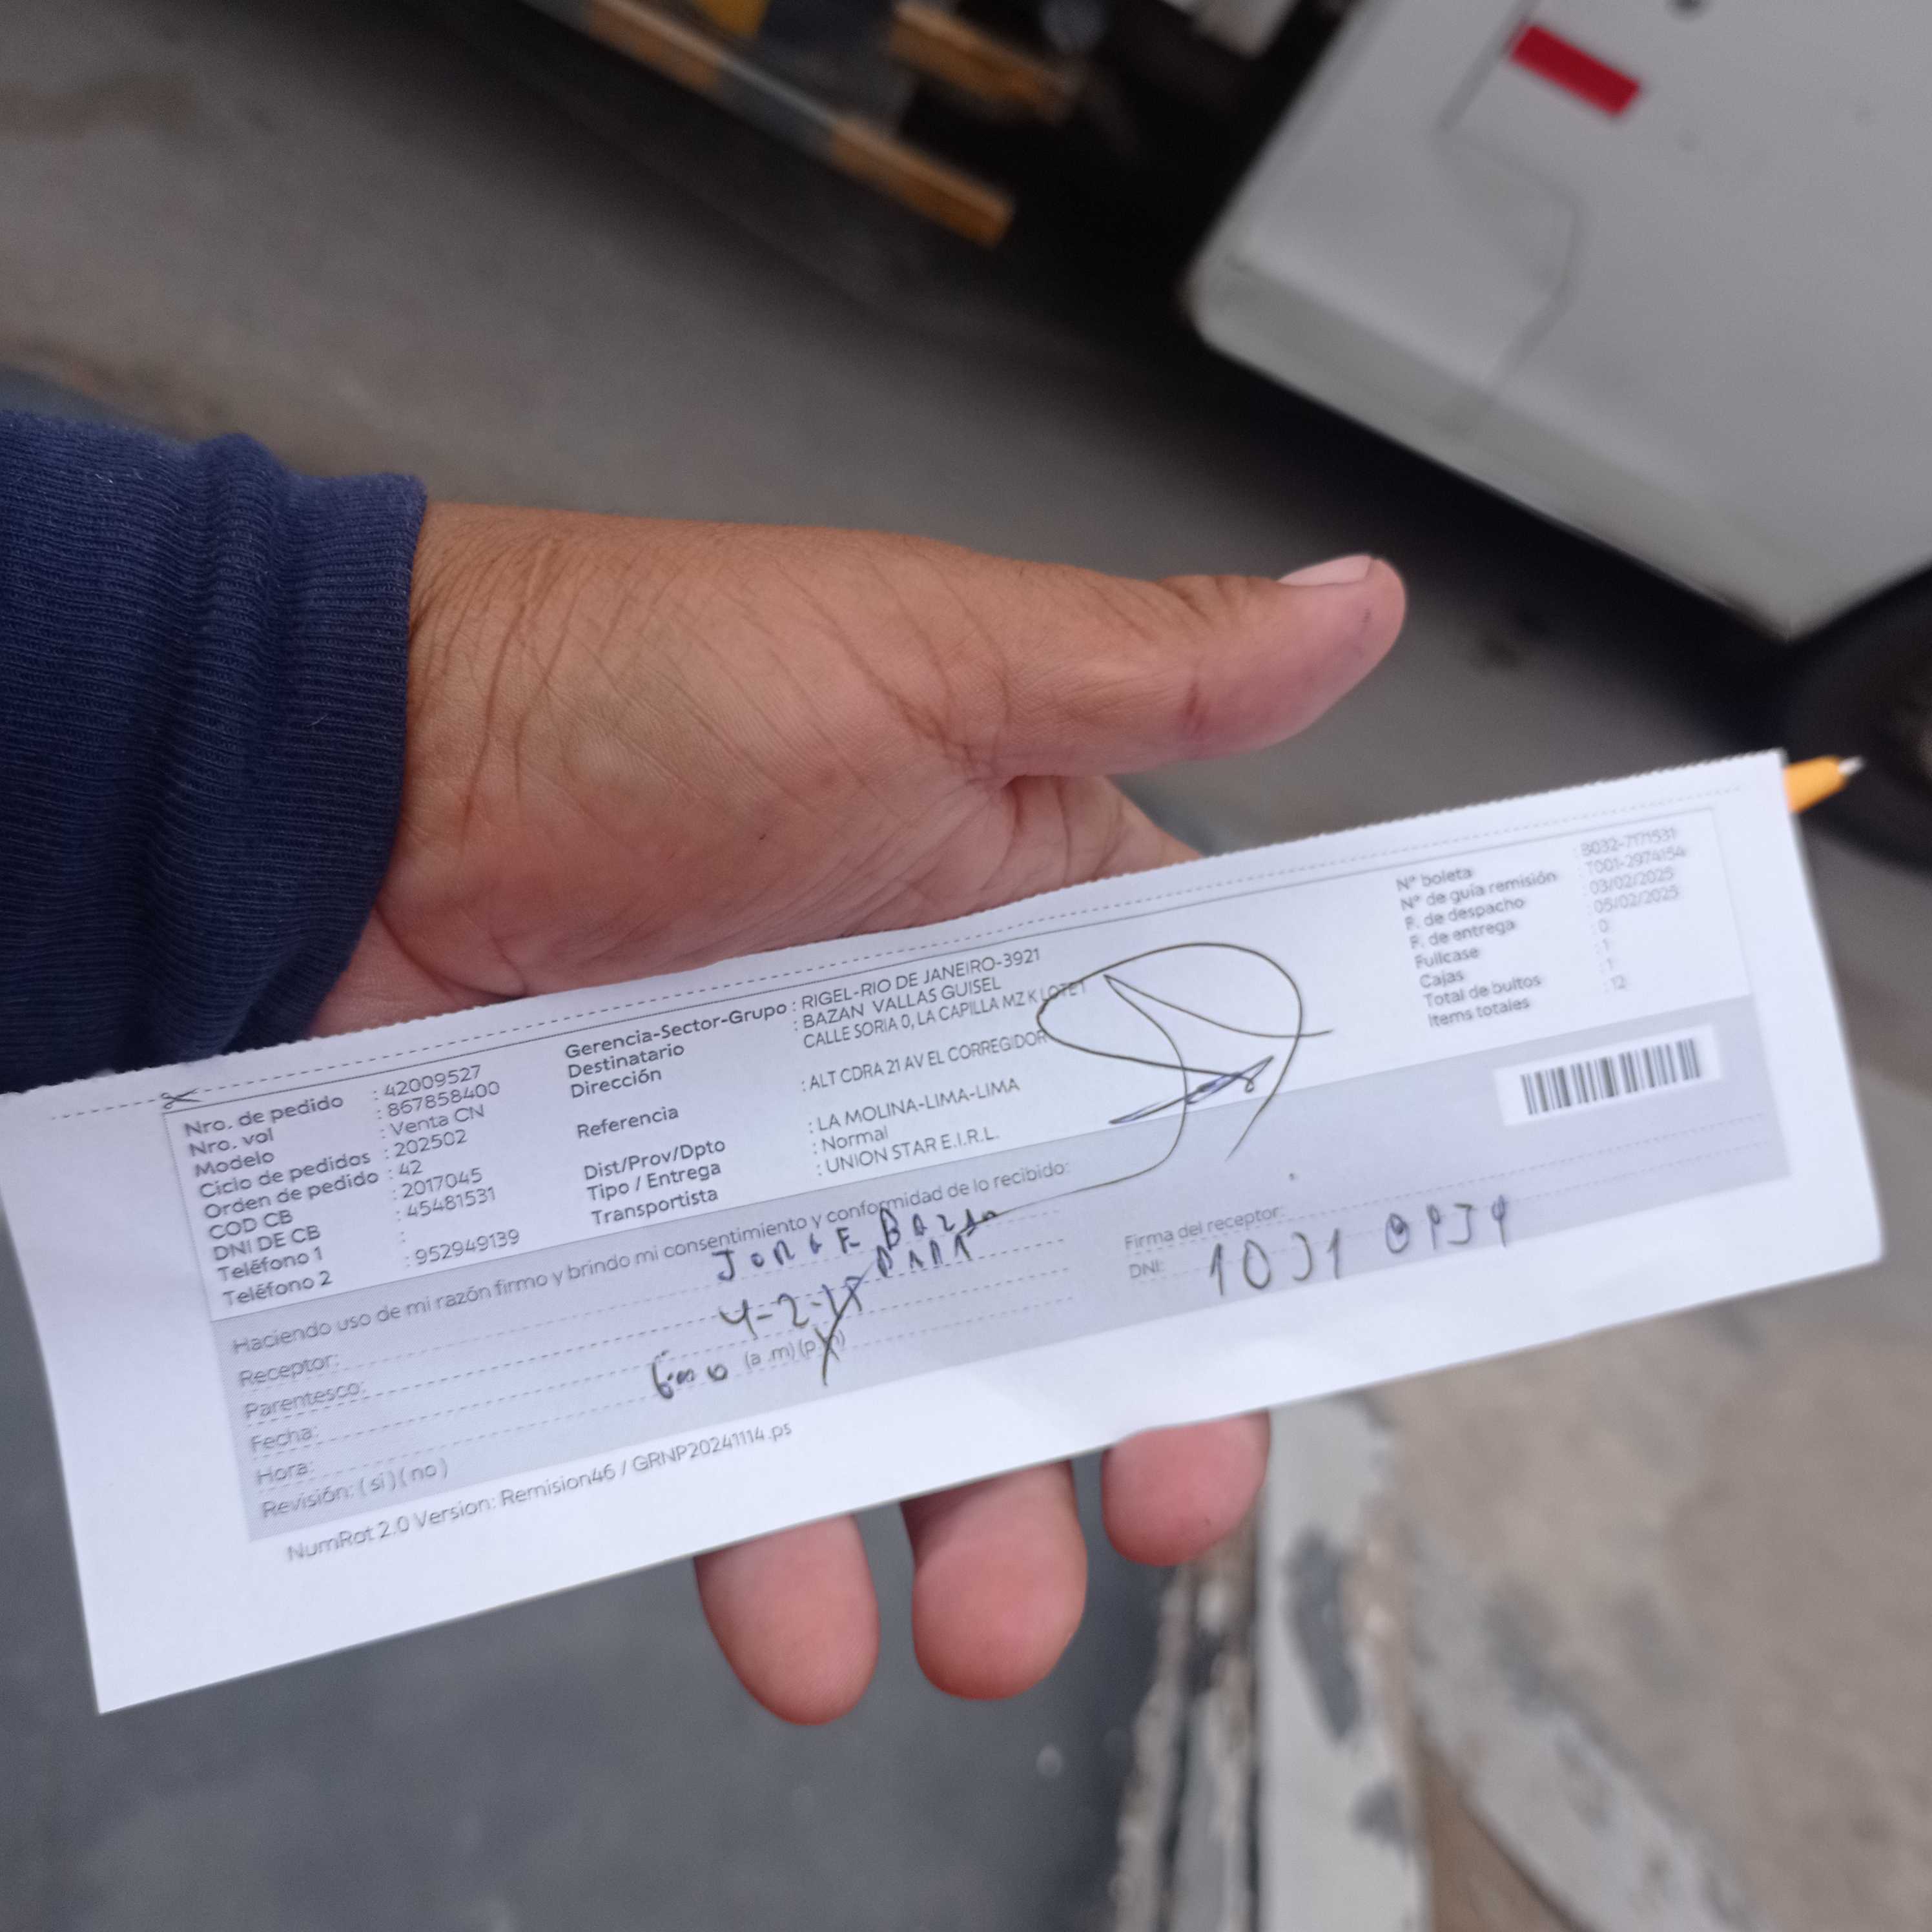 Nro. de pedido : 42009527
Nro. vol : 867858400
Modelo : Venta CN
Ciclo de pedidos : 202502
Orden de pedido : 42
COD CB : 2017045
DNI DE CB : 45481531
Teléfono 1 :
Teléfono 2 : 952949139
Gerencia-Sector-Grupo : RIGEL-RIO DE JANEIRO-3921
Destinatario : BAZAN VALLAS GUISEL
Dirección CALLE SORIA 0, LA CAPILLA MZ K LOTE 1
Referencia : ALT CDRA 21 AV EL CORREGIDOR
Dist/Prov/Dpto : LA MOLINA-LIMA-LIMA
Tipo / Entrega : Normal
Transportista : UNION STAR E.I.R.L.
Nº boleta : B032-7171531
Nº de guía remisión : T001-2974154
F. de despacho : 03/02/2025
F. de entrega : 05/02/2025
Fullcase : 0
Cajas : 1
Total de bultos : 1
Items totales : 12
Haciendo uso de mi razón firmo y brindo mi consentimiento y conformidad de lo recibido:
Receptor: JORGE BAZAN
Parentesco: PAPA
Fecha: 4-2-
Hora: (a .m) (p.m)
Revisión: ( si ) ( no )
Firma del receptor:
DNI:
NumRot 2.0 Version: Remision46 / GRNP20241114.ps